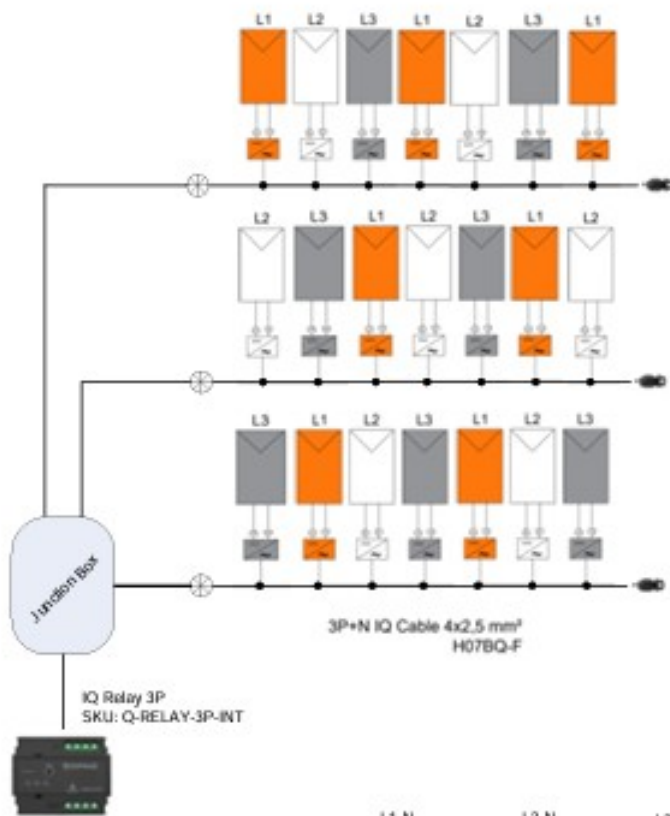 L1 L2 L3 L1 L2 L3 L1
L2 L3 L1 L2 L3 L1 L2
L3 L1 L2 L3 L1 L2 L3
Junction Box
3P+N IQ Cable 4x2,5 mm²
H07BQ-F
IQ Relay 3P
SKU: Q-RELAY-3P-INT